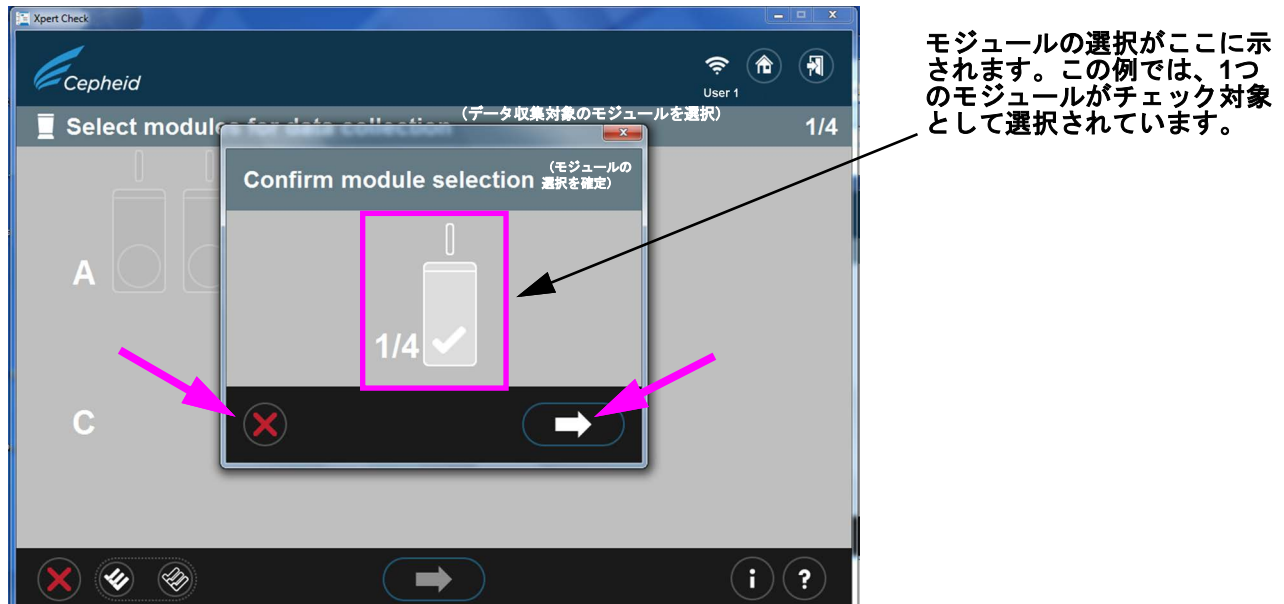 Xpert Check
Cepheid
User 1
Select modules for data collection
(データ収集対象のモジュールを選択)
1/4
Confirm module selection
(モジュールの
選択を確定)
A
1/4
C
i
?
モジュールの選択がここに示
されます。この例では、1つ
のモジュールがチェック対象
として選択されています。